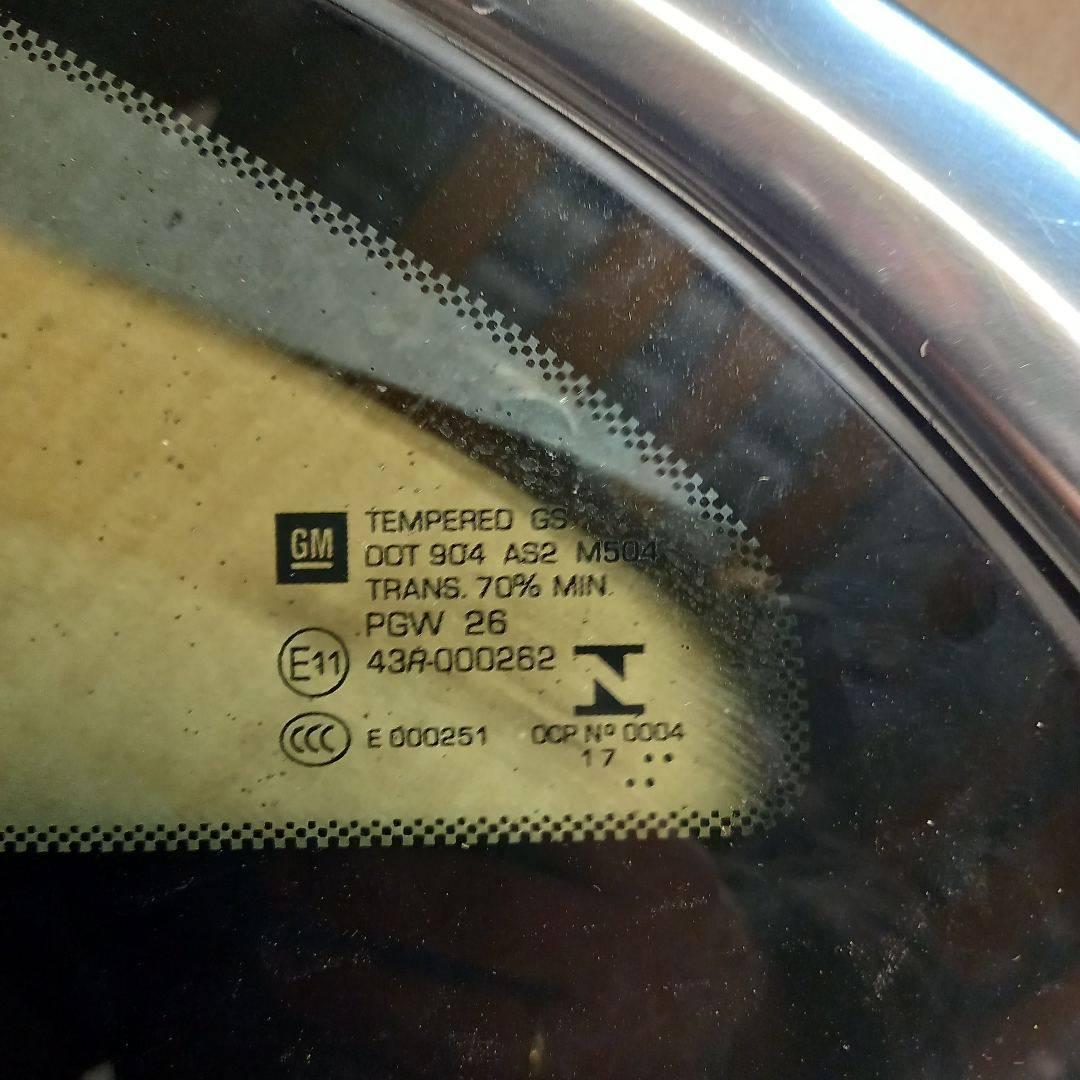 GM
TEMPERED GS
DOT 904 AS2 M504
TRANS. 70% MIN.
PGW 26
E11 43R-000262
CCC E 000251 OCP Nº 0004
17